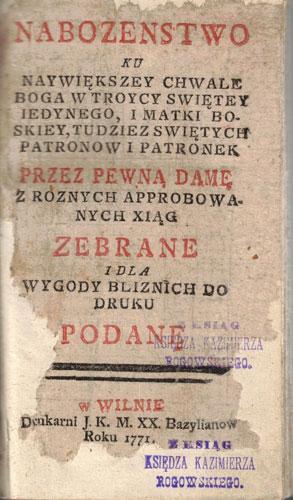 NABOZENSTWO
KU
NAYWIĘKSZEY CHWALE
BOGA W TROYCY SWIĘTEY
IEDYNEGO, I MATKI BO-
SKIEY, TUDZIEZ SWIĘTYCH
PATRONOW I PATRONEK
PRZEZ PEWNĄ DAMĘ
Z ROZNYCH APPROBOWA-
NYCH XIĄG
ZEBRANE
I DLA
WYGODY BLIZNICH DO
DRUKU
PODANE
Z KSIĄG
KSIĘDZA KAZIMIERZA
ROGOWSKIEGO.
w WILNIE
Drukarni J. K. M. XX. Bazylianow
Roku 1771.
Z KSIĄG
KSIĘDZA KAZIMIERZA
ROGOWSKIEGO.